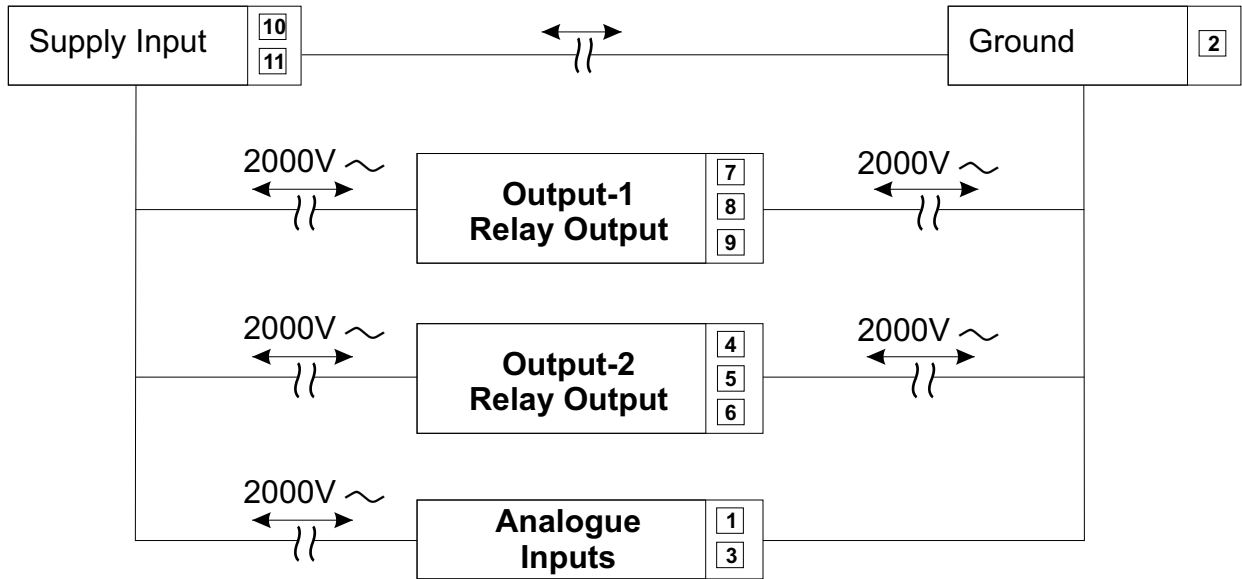 Supply Input
10
11
Ground
2
2000V ~
Output-1
Relay Output
7
8
9
2000V ~
2000V ~
Output-2
Relay Output
4
5
6
2000V ~
2000V ~
Analogue
Inputs
1
3